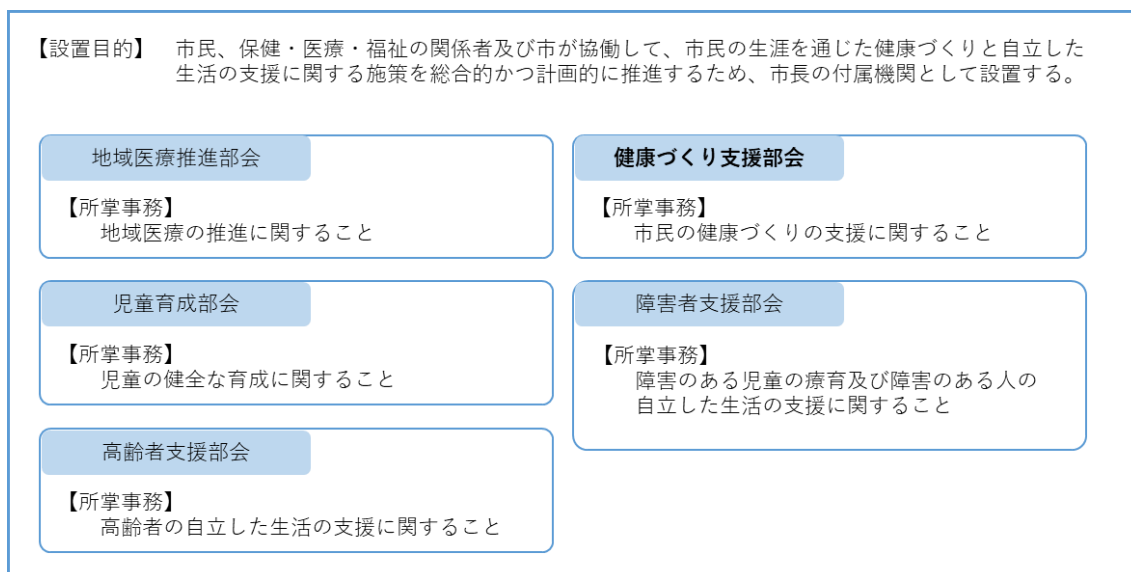 【設置目的】 市民、保健・医療・福祉の関係者及び市が協働して、市民の生涯を通じた健康づくりと自立した
生活の支援に関する施策を総合的かつ計画的に推進するため、市長の付属機関として設置する。
地域医療推進部会
【所掌事務】
地域医療の推進に関すること
健康づくり支援部会
【所掌事務】
市民の健康づくりの支援に関すること
児童育成部会
【所掌事務】
児童の健全な育成に関すること
障害者支援部会
【所掌事務】
障害のある児童の療育及び障害のある人の
自立した生活の支援に関すること
高齢者支援部会
【所掌事務】
高齢者の自立した生活の支援に関すること